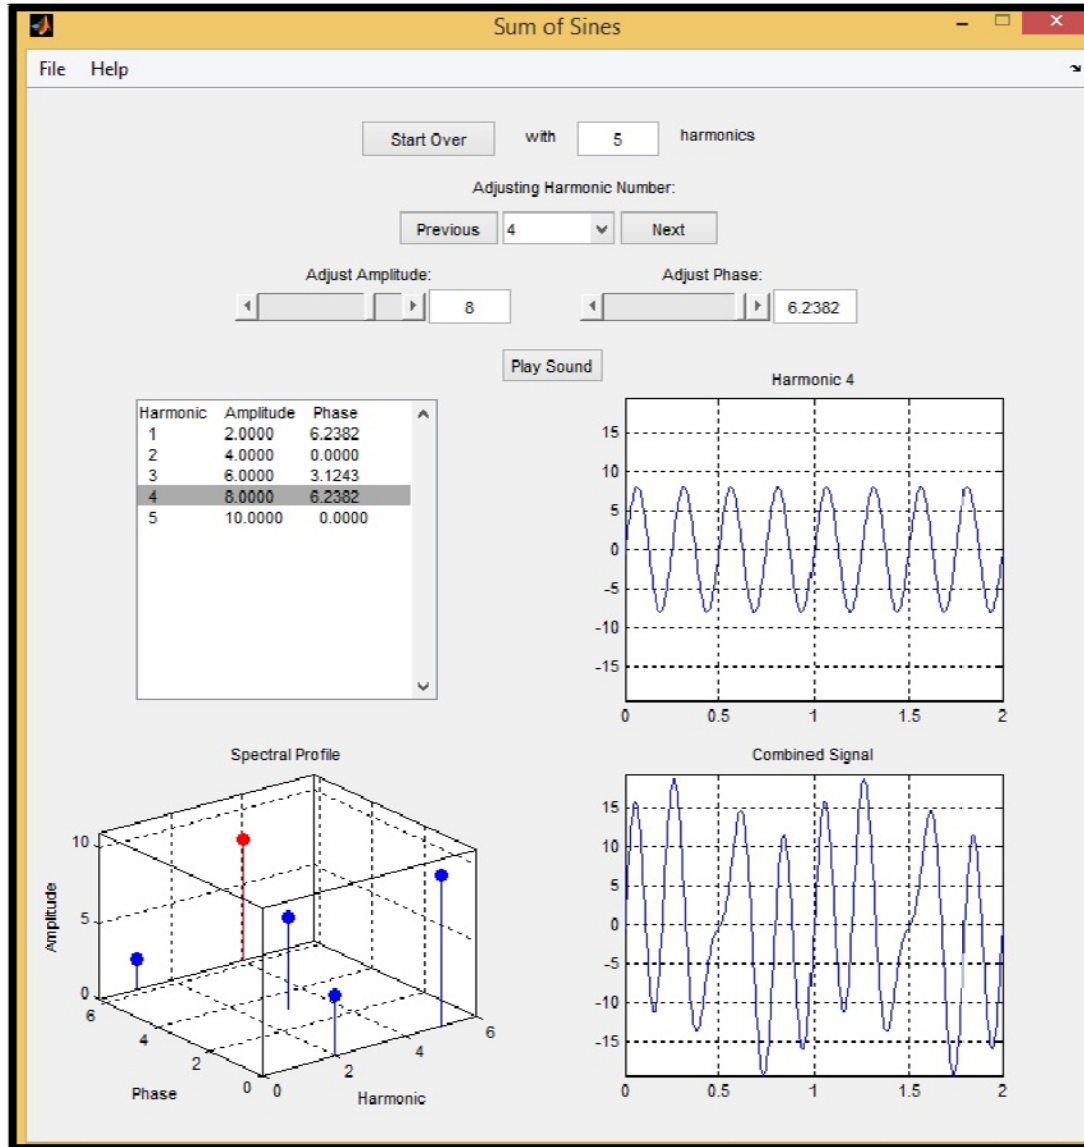 Sum of Sines
File Help
Start Over with 5 harmonics
Adjusting Harmonic Number:
Previous 4 Next
Adjust Amplitude: Adjust Phase:
8 6.2382
Play Sound
Harmonic Amplitude Phase
1 2.0000 6.2382
2 4.0000 0.0000
3 6.0000 3.1243
4 8.0000 6.2382
5 10.0000 0.0000
Harmonic 4
15
10
5
0
-5
-10
-15
0 0.5 1 1.5 2
Spectral Profile
Amplitude
10
5
0
6 4 2 0
Phase
0 2 4 6
Harmonic
Combined Signal
15
10
5
0
-5
-10
-15
0 0.5 1 1.5 2